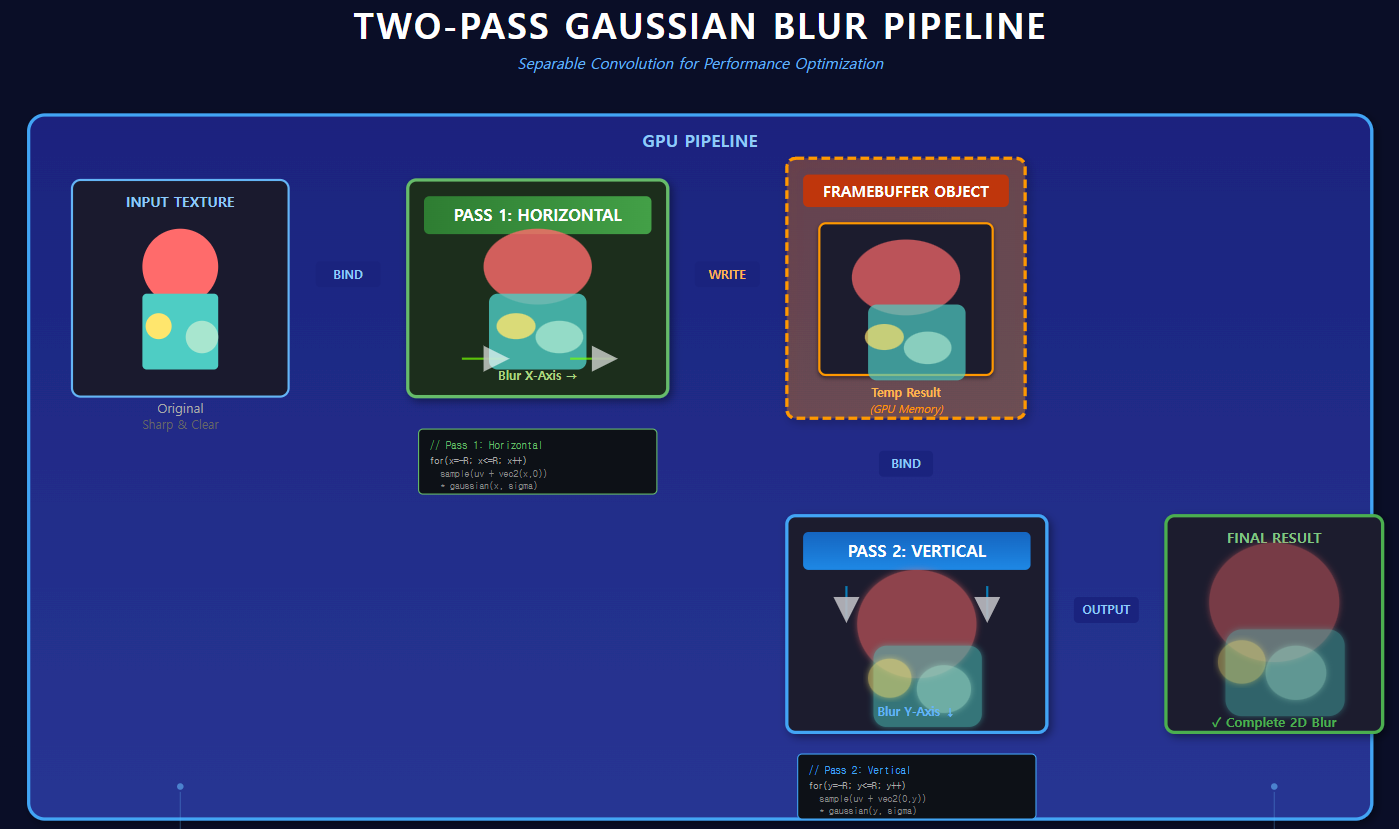 TWO-PASS GAUSSIAN BLUR PIPELINE
Separable Convolution for Performance Optimization
GPU PIPELINE
INPUT TEXTURE
Original
Sharp & Clear
BIND
PASS 1: HORIZONTAL
Blur X-Axis →
// Pass 1: Horizontal
for(x=-R; x<=R; x++)
sample(uv + vec2(x,0))
* gaussian(x, sigma)
WRITE
FRAMEBUFFER OBJECT
Temp Result
(GPU Memory)
BIND
PASS 2: VERTICAL
Blur Y-Axis ↓
// Pass 2: Vertical
for(y=-R; y<=R; y++)
sample(uv + vec2(0,y))
* gaussian(y, sigma)
OUTPUT
FINAL RESULT
✓ Complete 2D Blur